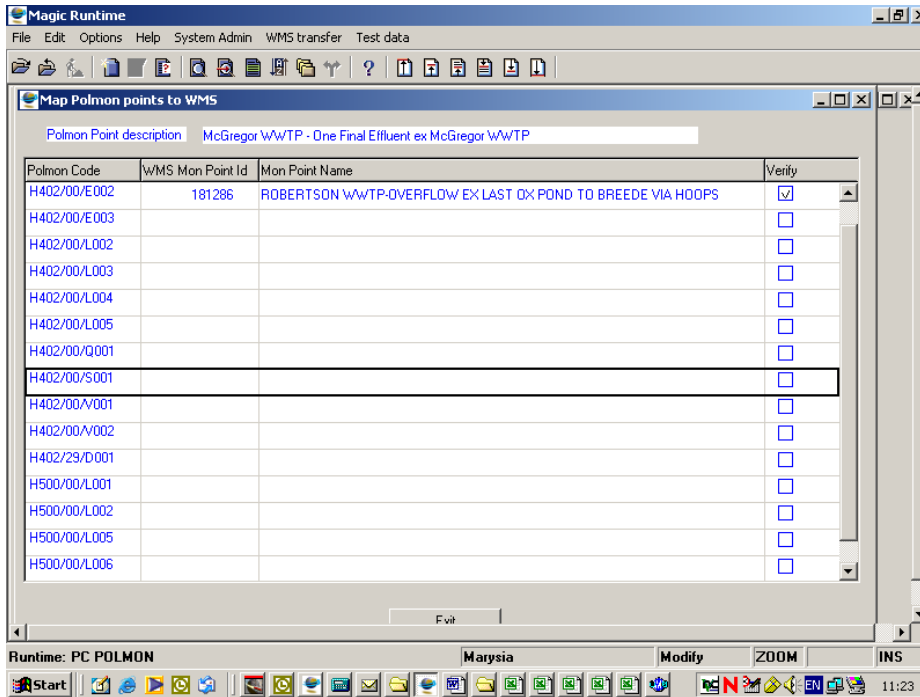 Magic Runtime
File Edit Options Help System Admin WMS transfer Test data
Map Polmon points to WMS
Polmon Point description McGregor WWTP - One Final Effluent ex McGregor WWTP
Polmon Code WMS Mon Point Id Mon Point Name Verify
H402/00/E002 181286 ROBERTSON WWTP-OVERFLOW EX LAST OX POND TO BREEDE VIA HOOPS
H402/00/E003
H402/00/L002
H402/00/L003
H402/00/L004
H402/00/L005
H402/00/Q001
H402/00/S001
H402/00/V001
H402/00/V002
H402/29/D001
H500/00/L001
H500/00/L002
H500/00/L005
H500/00/L006
Exit
Runtime: PC POLMON Marysia Modify ZOOM INS
Start EN 11:23